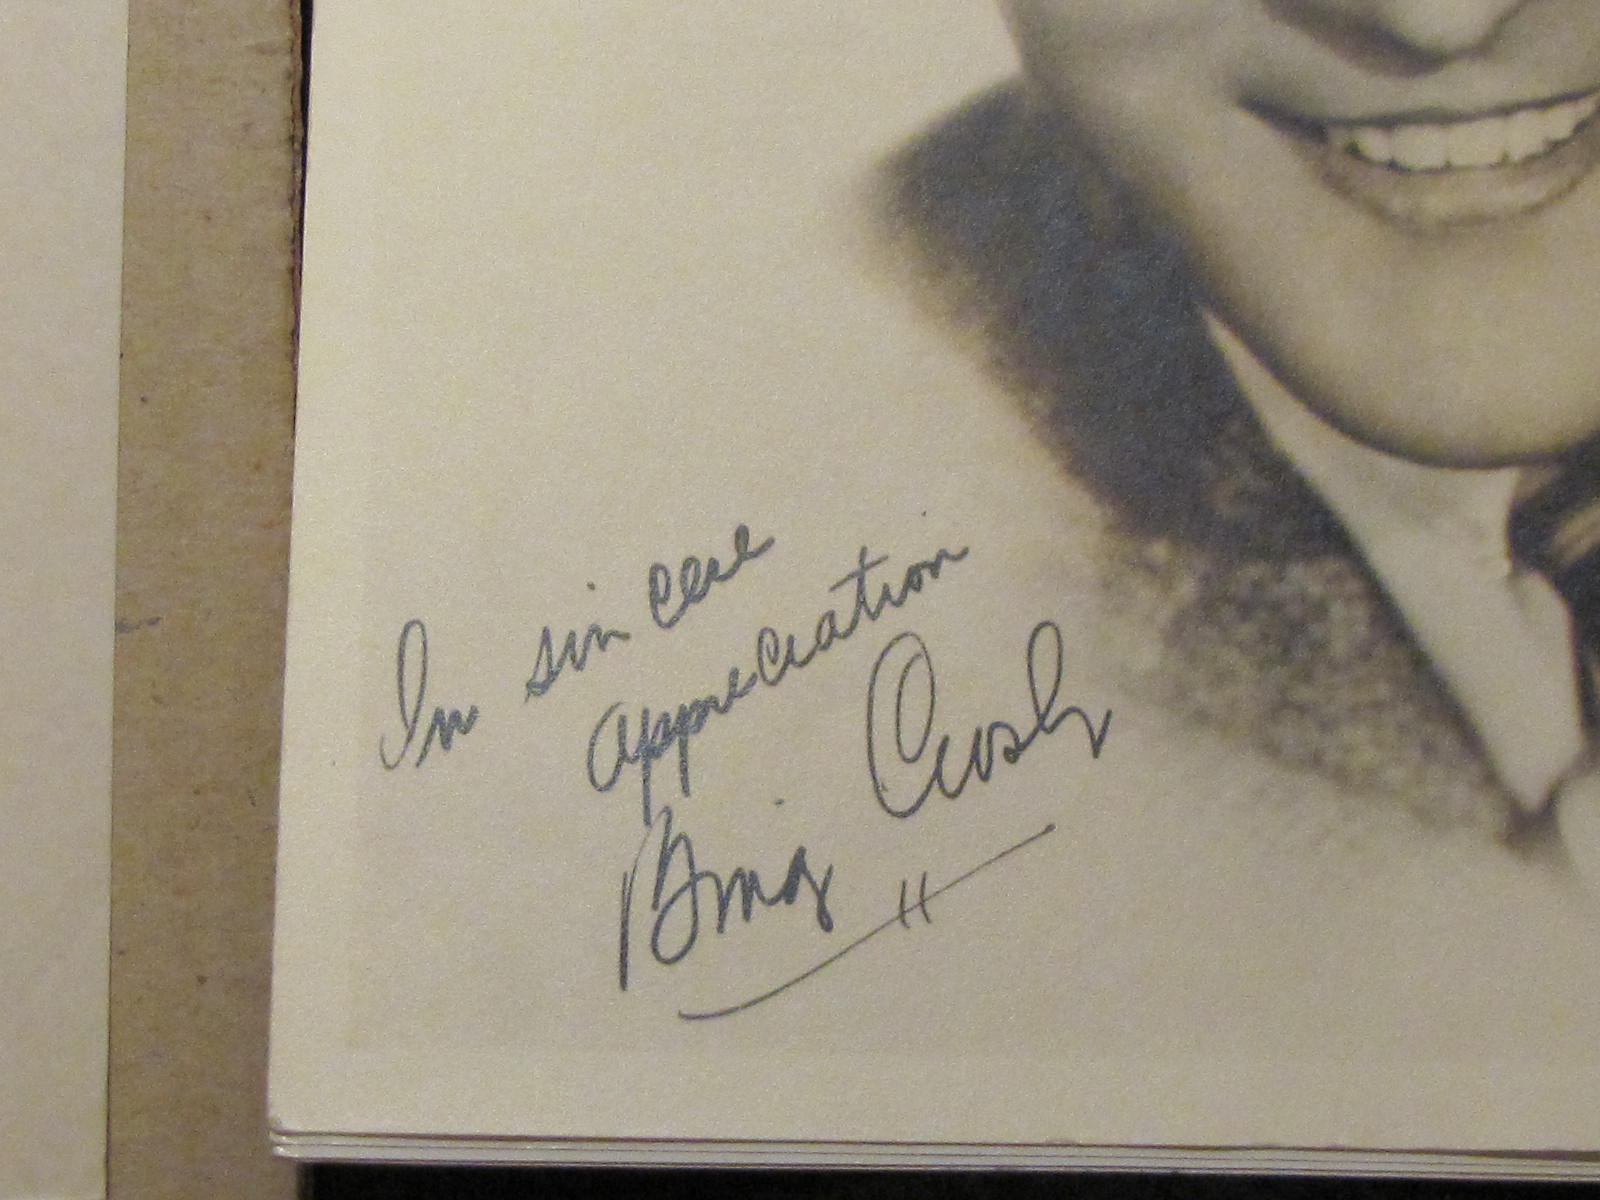 In sincere
appreciation
Bing Crosby